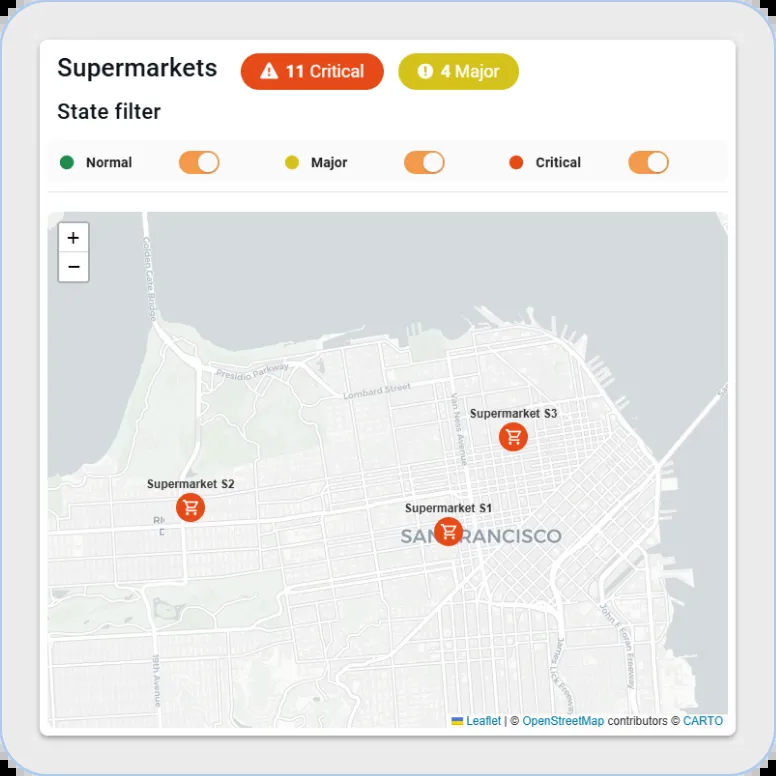 Supermarkets
11 Critical
4 Major
State filter
Normal
Major
Critical
+
−
Golden Gate Bridge
Presidio Parkway
Lombard Street
Van Ness Avenue
Supermarket S3
Supermarket S2
Supermarket S1
SAN FRANCISCO
John F Foran Freeway
James Lick Freeway
19th Avenue
Leaflet | © OpenStreetMap contributors © CARTO